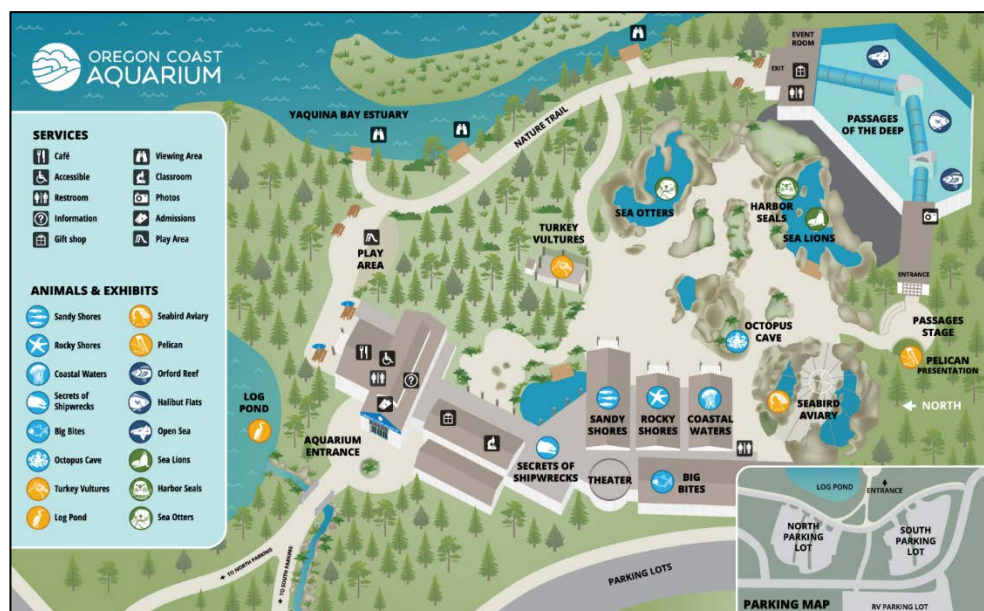 OREGON COAST
AQUARIUM
SERVICES
Café
Accessible
Restroom
Information
Gift shop
Viewing Area
Classroom
Photos
Admissions
Play Area
ANIMALS & EXHIBITS
Sandy Shores
Rocky Shores
Coastal Waters
Secrets of
Shipwrecks
Big Bites
Octopus Cave
Turkey Vultures
Log Pond
Seabird Aviary
Pelican
Orford Reef
Halibut Flats
Open Sea
Sea Lions
Harbor Seals
Sea Otters
YAQUINA BAY ESTUARY
NATURE TRAIL
EVENT
ROOM
EXIT
PASSAGES
OF THE DEEP
SEA OTTERS
HARBOR
SEALS
SEA LIONS
TURKEY
VULTURES
PLAY
AREA
ENTRANCE
PASSAGES
STAGE
OCTOPUS
CAVE
PELICAN
PRESENTATION
NORTH
LOG
POND
SEABIRD
AVIARY
SANDY
SHORES
ROCKY
SHORES
COASTAL
WATERS
AQUARIUM
ENTRANCE
SECRETS OF
SHIPWRECKS
THEATER
BIG
BITES
TO NORTH PARKING
TO SOUTH PARKING
PARKING LOTS
LOG POND
ENTRANCE
NORTH
PARKING
LOT
SOUTH
PARKING
LOT
PARKING MAP
RV PARKING LOT